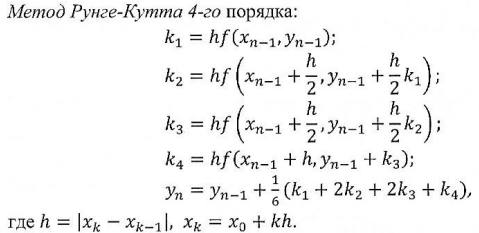 Метод Рунге-Кутта 4-го порядка:
k₁ = hf(xₙ₋₁, yₙ₋₁);
k₂ = hf(xₙ₋₁ + h/2, yₙ₋₁ + h/2 k₁);
k₃ = hf(xₙ₋₁ + h/2, yₙ₋₁ + h/2 k₂);
k₄ = hf(xₙ₋₁ + h, yₙ₋₁ + k₃);
yₙ = yₙ₋₁ + 1/6 (k₁ + 2k₂ + 2k₃ + k₄),
где h = |xₖ − xₖ₋₁|, xₖ = x₀ + kh.